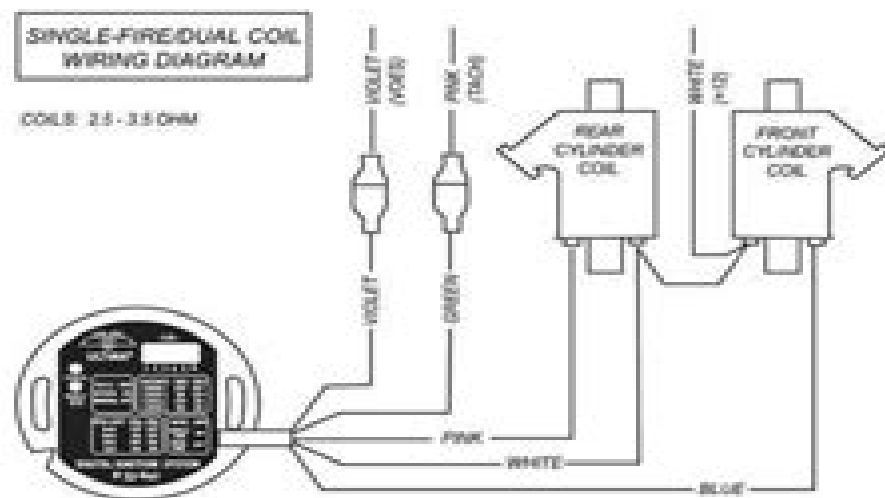 SINGLE-FIRE/DUAL COIL
WIRING DIAGRAM
COILS: 2.5 - 3.5 OHM
VIOLET
(VOES)
PINK
(TACH)
WHITE
(+12)
REAR
CYLINDER
COIL
FRONT
CYLINDER
COIL
VIOLET
GREEN
PINK
WHITE
BLUE